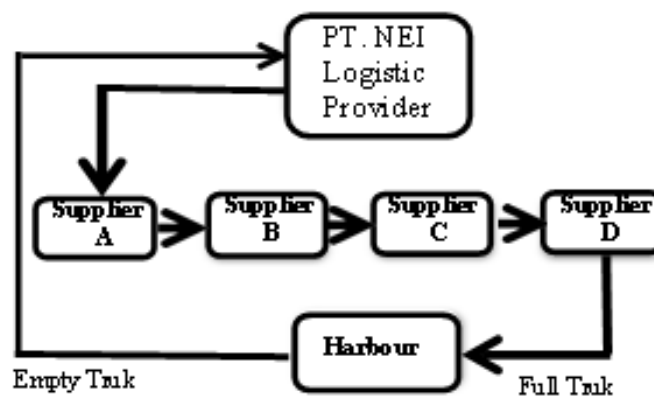 PT. NEI
Logistic
Provider
Supplier
A
Supplier
B
Supplier
C
Supplier
D
Harbour
Empty Truk
Full Truk